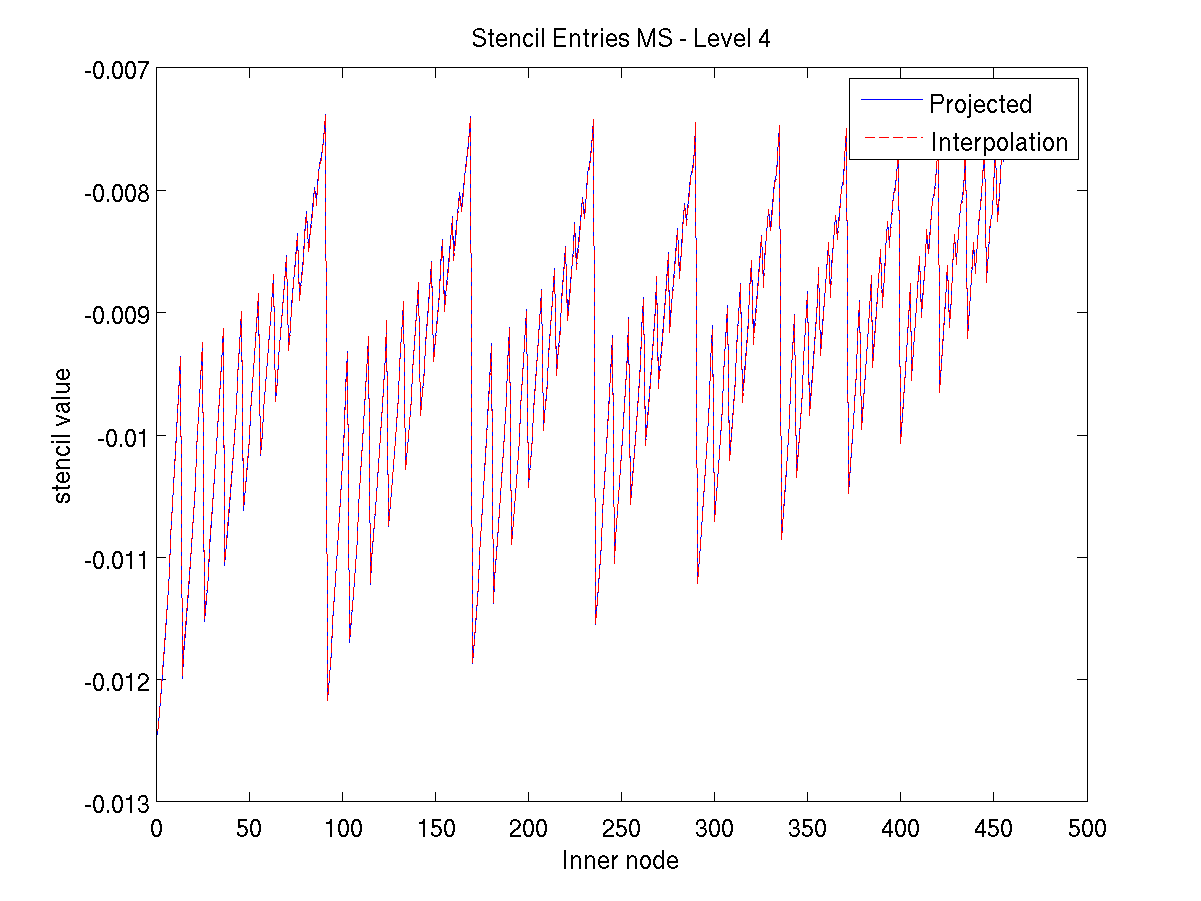 Stencil Entries MS - Level 4
-0.007
Projected
Interpolation
-0.008
-0.009
-0.01
stencil value
-0.011
-0.012
-0.013
0 50 100 150 200 250 300 350 400 450 500
Inner node